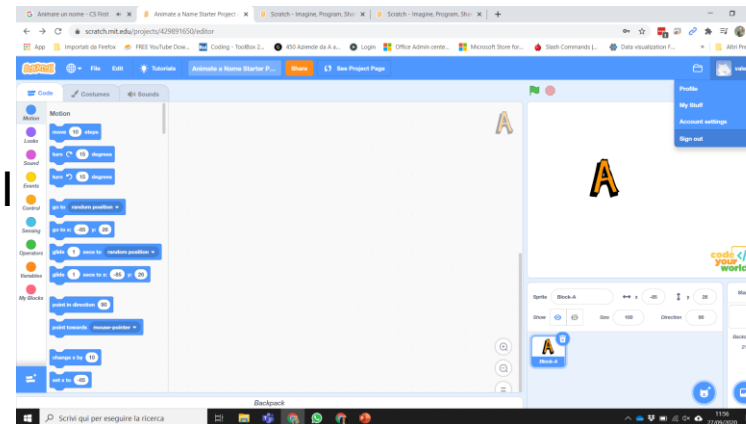 Animare un nome - CS First
Animate a Name Starter Project
Scratch - Imagine, Program, Sha
Scratch - Imagine, Program, Sha
scratch.mit.edu/projects/429891650/editor
App
Importati da Firefox
FREE YouTube Dow...
Coding - ToolBox 2...
450 Aziende da A a...
Login
Office Admin cente...
Microsoft Store for...
Slash Commands |...
Data visualization F...
Altri Pre
File
Edit
Tutorials
Animate a Name Starter P...
Share
See Project Page
Profile
My Stuff
Account settings
Sign out
Code
Costumes
Sounds
Motion
Looks
Sound
Events
Control
Sensing
Operators
Variables
My Blocks
Motion
move 10 steps
turn 15 degrees
turn 15 degrees
go to random position
go to x: -85 y: 20
glide 1 secs to random position
glide 1 secs to x: -85 y: 20
point in direction 90
point towards mouse-pointer
change x by 10
set x to -85
A
code
your
world
Sprite Block-A x -85 y 20
Show Size 100 Direction 90
A
Block-A
Backpack
Scrivi qui per eseguire la ricerca
11:56
27/09/2020